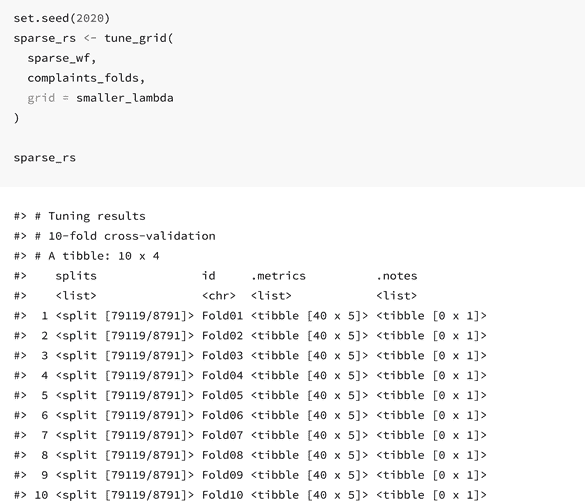 set.seed(2020)
sparse_rs <- tune_grid(
  sparse_wf,
  complaints_folds,
  grid = smaller_lambda
)
sparse_rs
#> # Tuning results
#> # 10-fold cross-validation
#> # A tibble: 10 x 4
#>    splits               id     .metrics          .notes
#>    <list>               <chr>  <list>            <list>
#>  1 <split [79119/8791]> Fold01 <tibble [40 x 5]> <tibble [0 x 1]>
#>  2 <split [79119/8791]> Fold02 <tibble [40 x 5]> <tibble [0 x 1]>
#>  3 <split [79119/8791]> Fold03 <tibble [40 x 5]> <tibble [0 x 1]>
#>  4 <split [79119/8791]> Fold04 <tibble [40 x 5]> <tibble [0 x 1]>
#>  5 <split [79119/8791]> Fold05 <tibble [40 x 5]> <tibble [0 x 1]>
#>  6 <split [79119/8791]> Fold06 <tibble [40 x 5]> <tibble [0 x 1]>
#>  7 <split [79119/8791]> Fold07 <tibble [40 x 5]> <tibble [0 x 1]>
#>  8 <split [79119/8791]> Fold08 <tibble [40 x 5]> <tibble [0 x 1]>
#>  9 <split [79119/8791]> Fold09 <tibble [40 x 5]> <tibble [0 x 1]>
#> 10 <split [79119/8791]> Fold10 <tibble [40 x 5]> <tibble [0 x 1]>